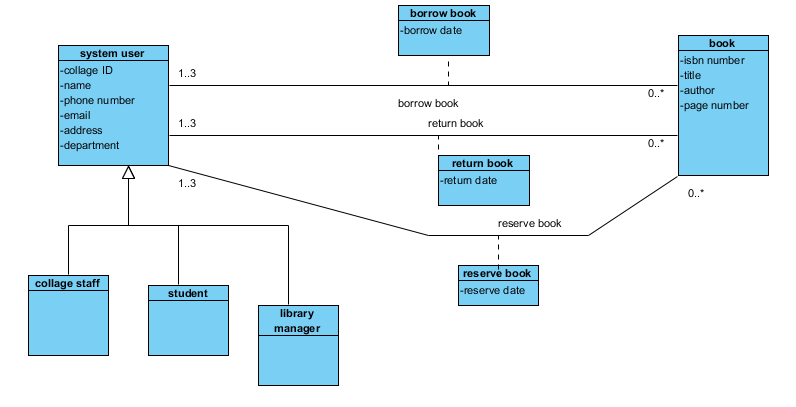 borrow book
-borrow date
system user
-collage ID
-name
-phone number
-email
-address
-department
book
-isbn number
-title
-author
-page number
1..3
0..*
borrow book
1..3
return book
0..*
return book
-return date
1..3
0..*
reserve book
reserve book
-reserve date
collage staff
student
library
manager